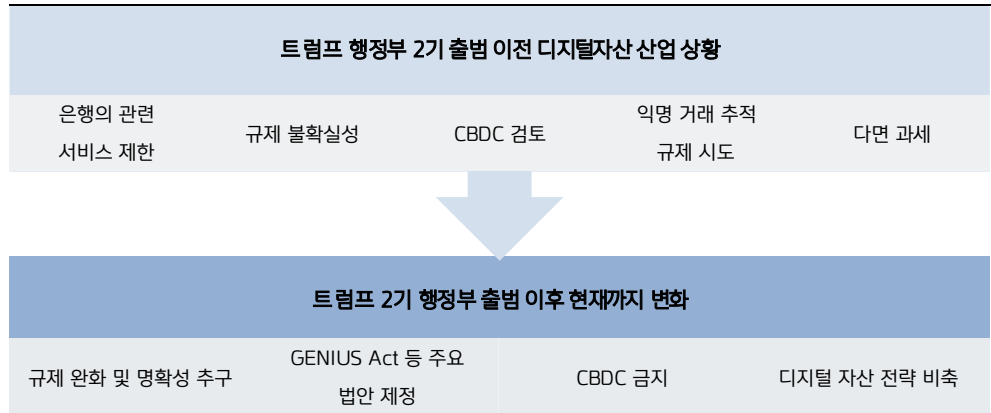 트럼프 행정부 2기 출범 이전 디지털자산 산업 상황
은행의 관련
서비스 제한
규제 불확실성
CBDC 검토
익명 거래 추적
규제 시도
다면 과세
트럼프 2기 행정부 출범 이후 현재까지 변화
규제 완화 및 명확성 추구
GENIUS Act 등 주요
법안 제정
CBDC 금지
디지털 자산 전략 비축